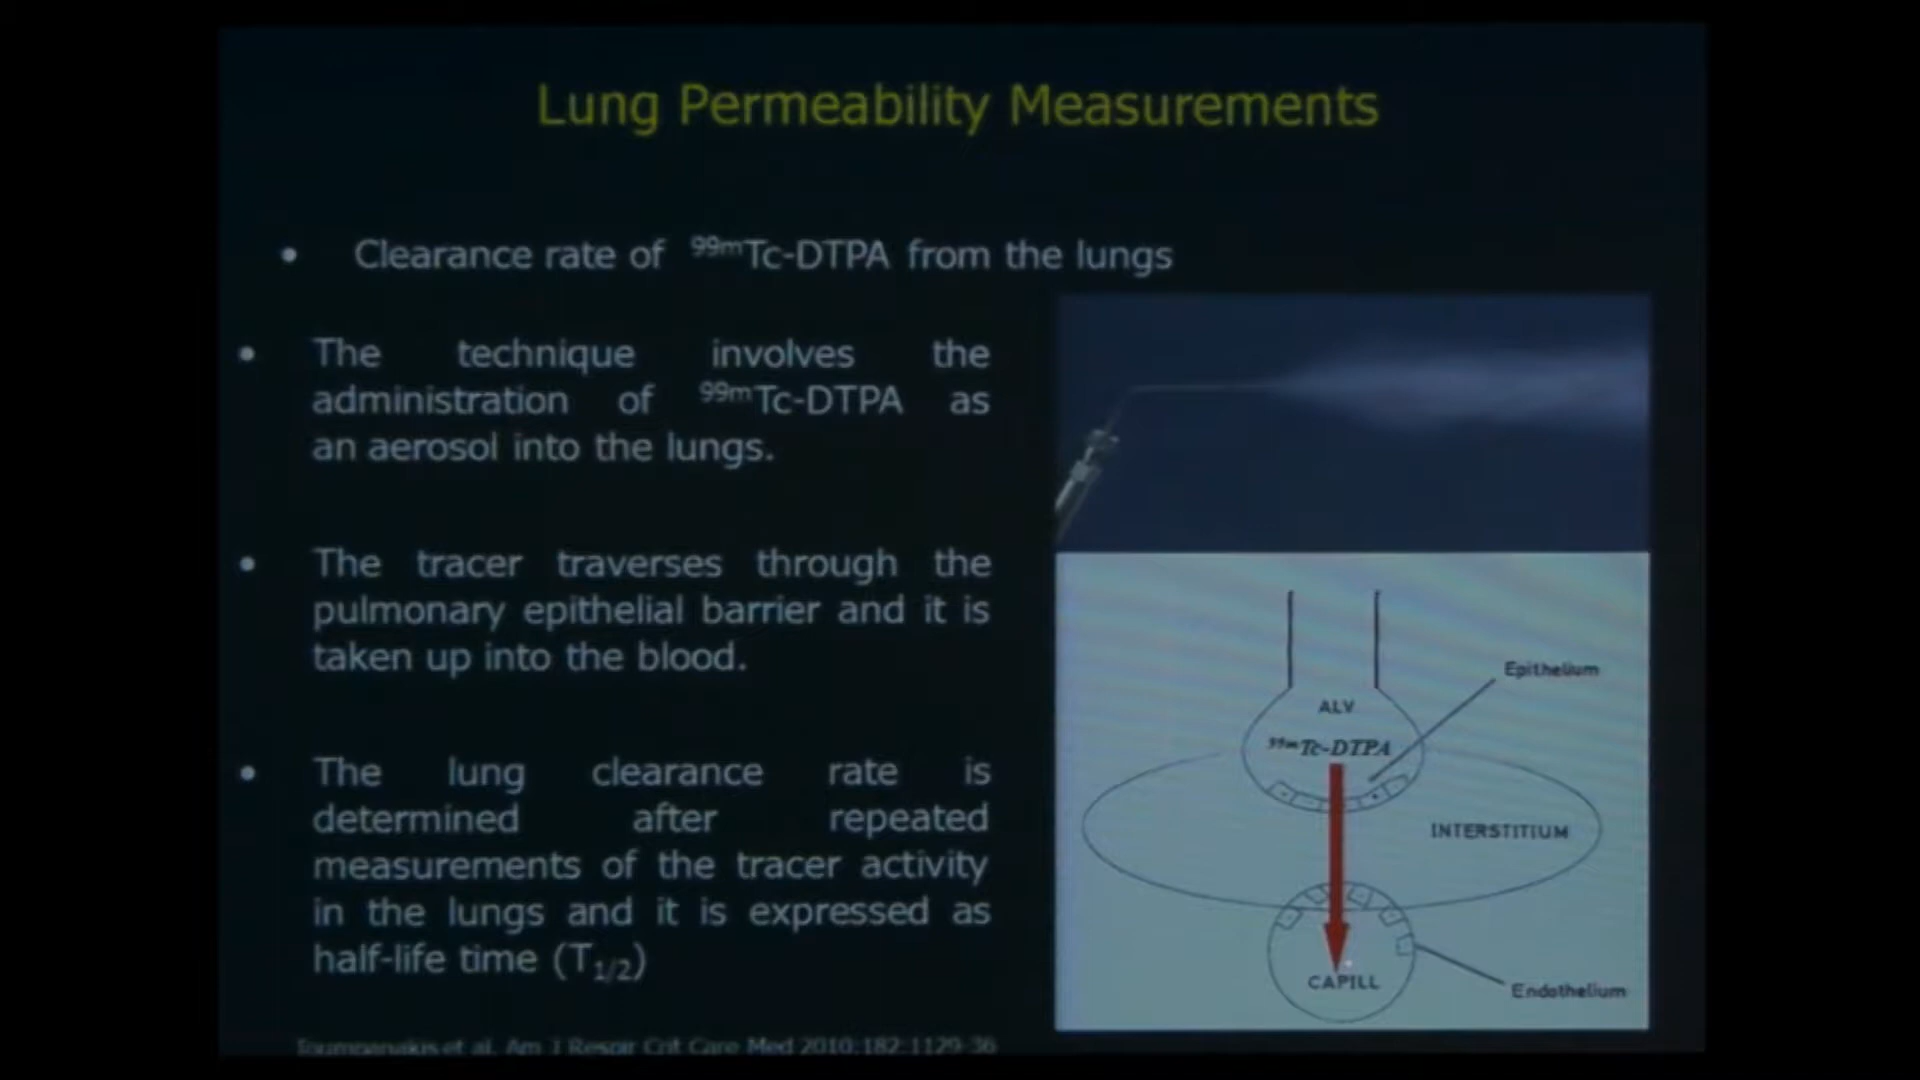 Lung Permeability Measurements
• Clearance rate of ⁹⁹ᵐTc-DTPA from the lungs
• The technique involves the
administration of ⁹⁹ᵐTc-DTPA as
an aerosol into the lungs.
• The tracer traverses through the
pulmonary epithelial barrier and it is
taken up into the blood.
• The lung clearance rate is
determined after repeated
measurements of the tracer activity
in the lungs and it is expressed as
half-life time (T₁/₂)
Epithelium
ALV
⁹⁹ᵐTc-DTPA
INTERSTITIUM
CAPILL
Endothelium
Toumpanakis et al. Am J Respir Crit Care Med 2010;182:1129-36